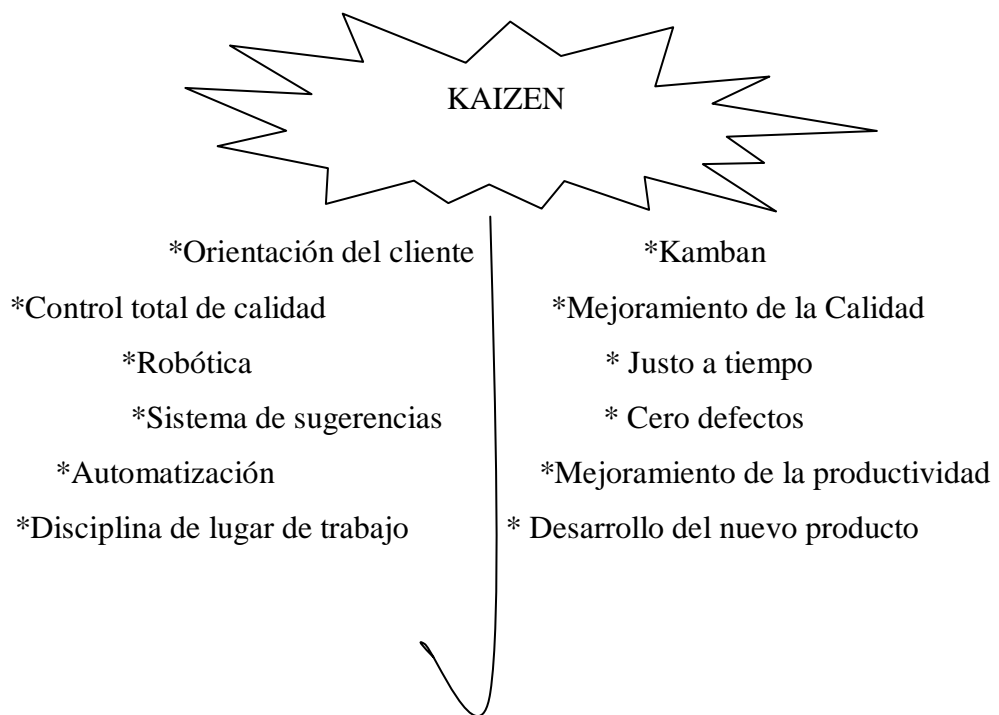 KAIZEN
*Orientación del cliente
*Kamban
*Control total de calidad
*Mejoramiento de la Calidad
*Robótica
* Justo a tiempo
*Sistema de sugerencias
* Cero defectos
*Automatización
*Mejoramiento de la productividad
*Disciplina de lugar de trabajo
* Desarrollo del nuevo producto